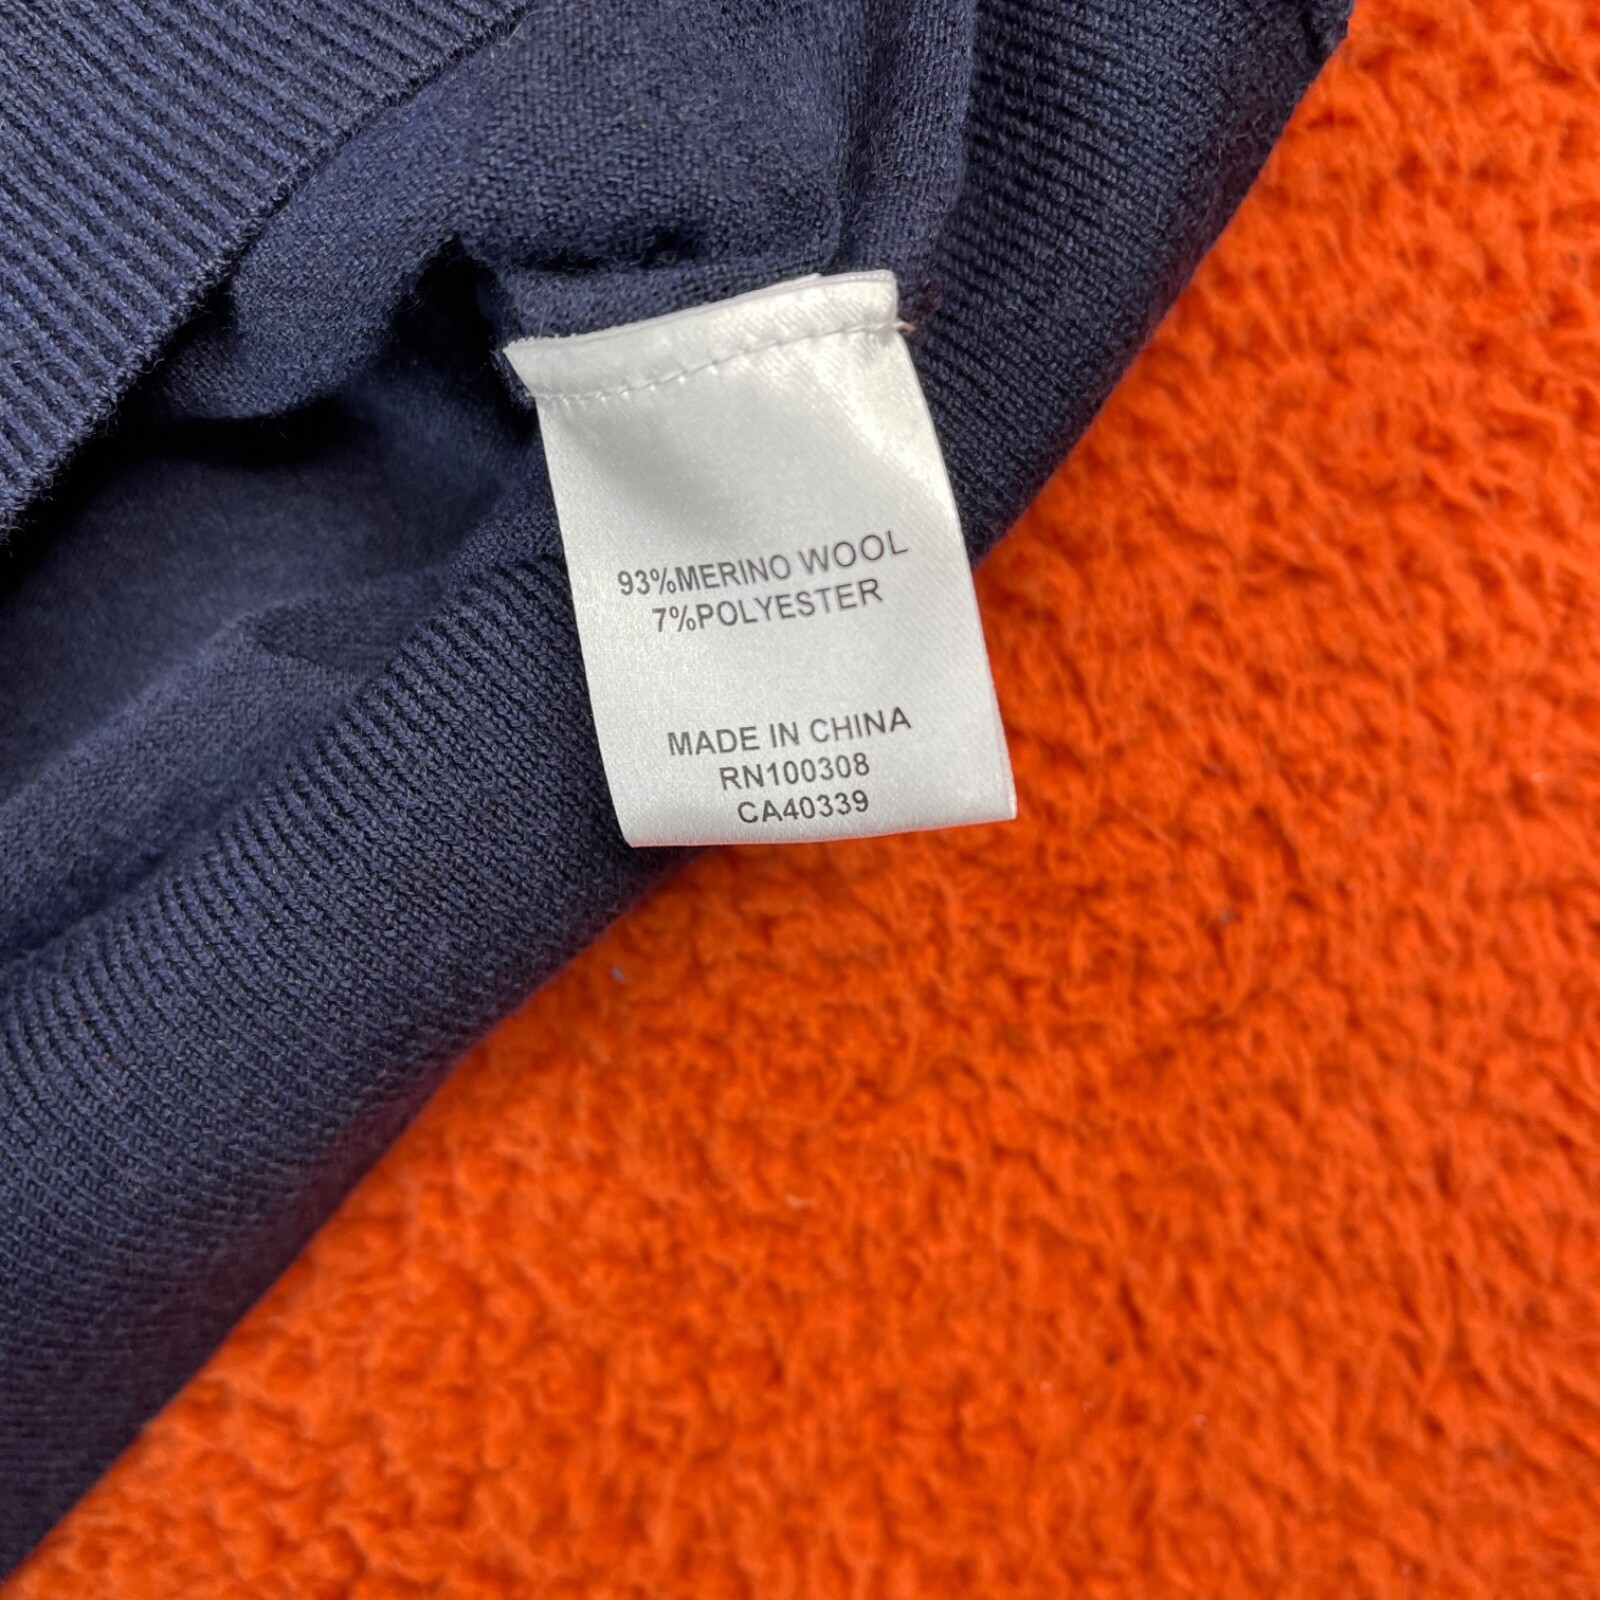 93%MERINO WOOL
7%POLYESTER
MADE IN CHINA
RN100308
CA40339